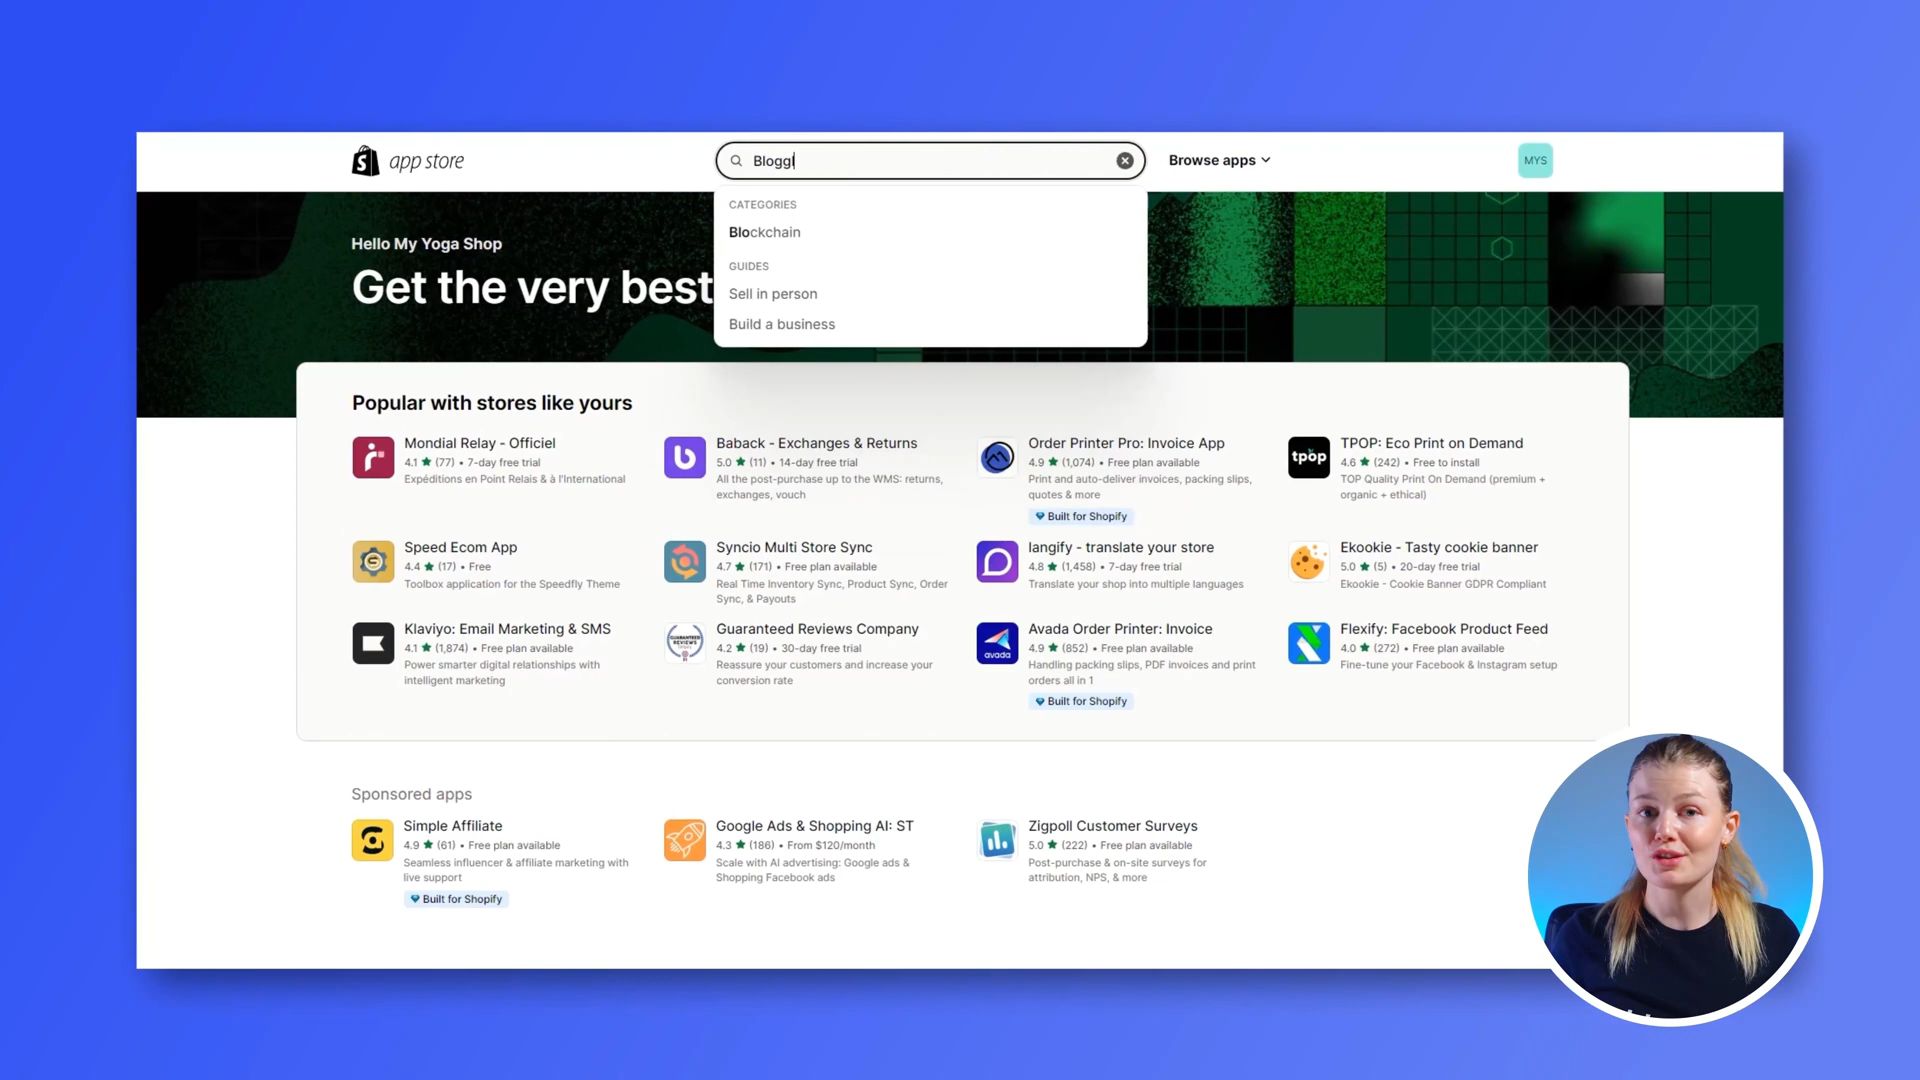 app store
Bloggl
Browse apps
MYS
CATEGORIES
Blockchain
GUIDES
Sell in person
Build a business
Hello My Yoga Shop
Get the very best
Popular with stores like yours
Mondial Relay - Officiel
4.1 ★ (77) • 7-day free trial
Expéditions en Point Relais & à l'International
Baback - Exchanges & Returns
5.0 ★ (11) • 14-day free trial
All the post-purchase up to the WMS: returns,
exchanges, vouch
Order Printer Pro: Invoice App
4.9 ★ (1,074) • Free plan available
Print and auto-deliver invoices, packing slips,
quotes & more
Built for Shopify
tpop
TPOP: Eco Print on Demand
4.6 ★ (242) • Free to install
TOP Quality Print On Demand (premium +
organic + ethical)
Speed Ecom App
4.4 ★ (17) • Free
Toolbox application for the Speedfly Theme
Syncio Multi Store Sync
4.7 ★ (171) • Free plan available
Real Time Inventory Sync, Product Sync, Order
Sync, & Payouts
langify - translate your store
4.8 ★ (1,458) • 7-day free trial
Translate your shop into multiple languages
Ekookie - Tasty cookie banner
5.0 ★ (5) • 20-day free trial
Ekookie - Cookie Banner GDPR Compliant
Klaviyo: Email Marketing & SMS
4.1 ★ (1,874) • Free plan available
Power smarter digital relationships with
intelligent marketing
GUARANTEED
REVIEWS
Guaranteed Reviews Company
4.2 ★ (19) • 30-day free trial
Reassure your customers and increase your
conversion rate
avada
Avada Order Printer: Invoice
4.9 ★ (852) • Free plan available
Handling packing slips, PDF invoices and print
orders all in 1
Built for Shopify
Flexify: Facebook Product Feed
4.0 ★ (272) • Free plan available
Fine-tune your Facebook & Instagram setup
Sponsored apps
Simple Affiliate
4.9 ★ (61) • Free plan available
Seamless influencer & affiliate marketing with
live support
Built for Shopify
Google Ads & Shopping AI: ST
4.3 ★ (186) • From $120/month
Scale with AI advertising: Google ads &
Shopping Facebook ads
Zigpoll Customer Surveys
5.0 ★ (222) • Free plan available
Post-purchase & on-site surveys for
attribution, NPS, & more